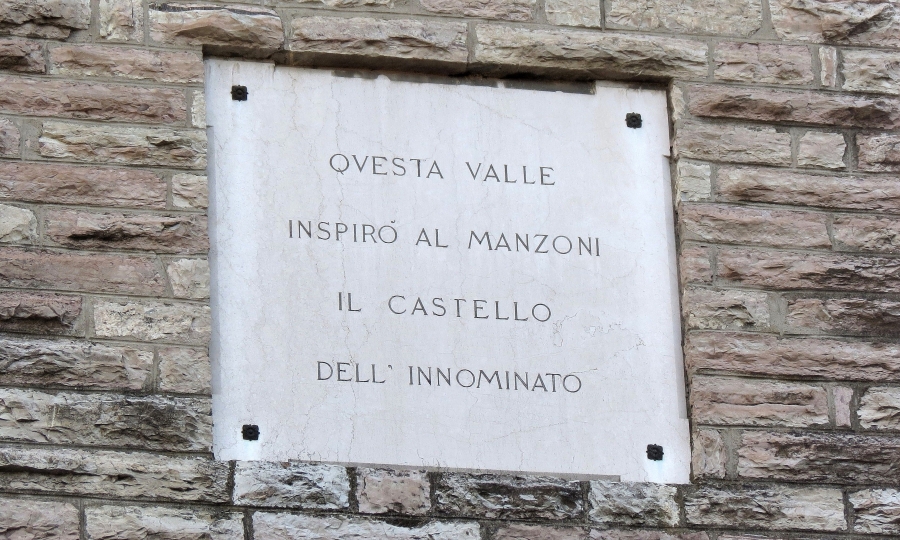 QVESTA VALLE
INSPIRÒ AL MANZONI
IL CASTELLO
DELL' INNOMINATO